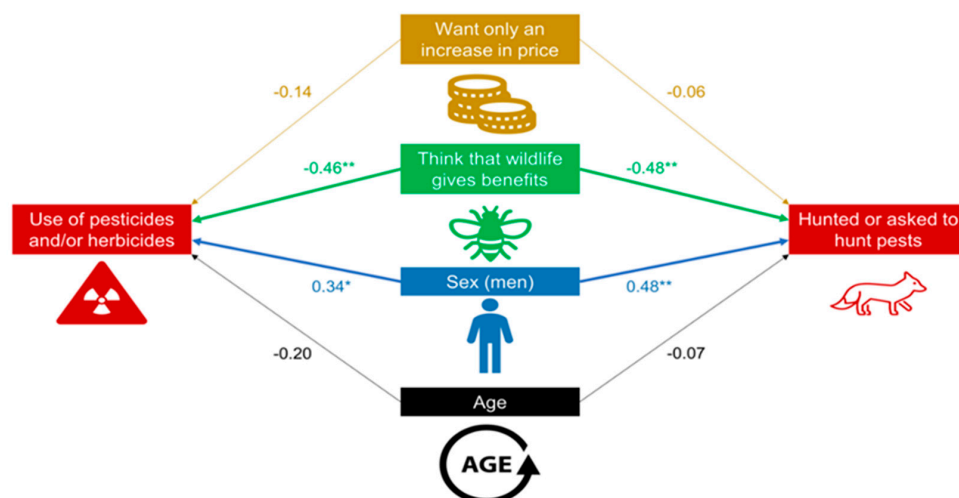 Want only an
increase in price
-0.14
-0.06
Think that wildlife
gives benefits
-0.46**
-0.48**
Use of pesticides
and/or herbicides
Hunted or asked to
hunt pests
Sex (men)
0.34*
0.48**
-0.20
-0.07
Age
AGE